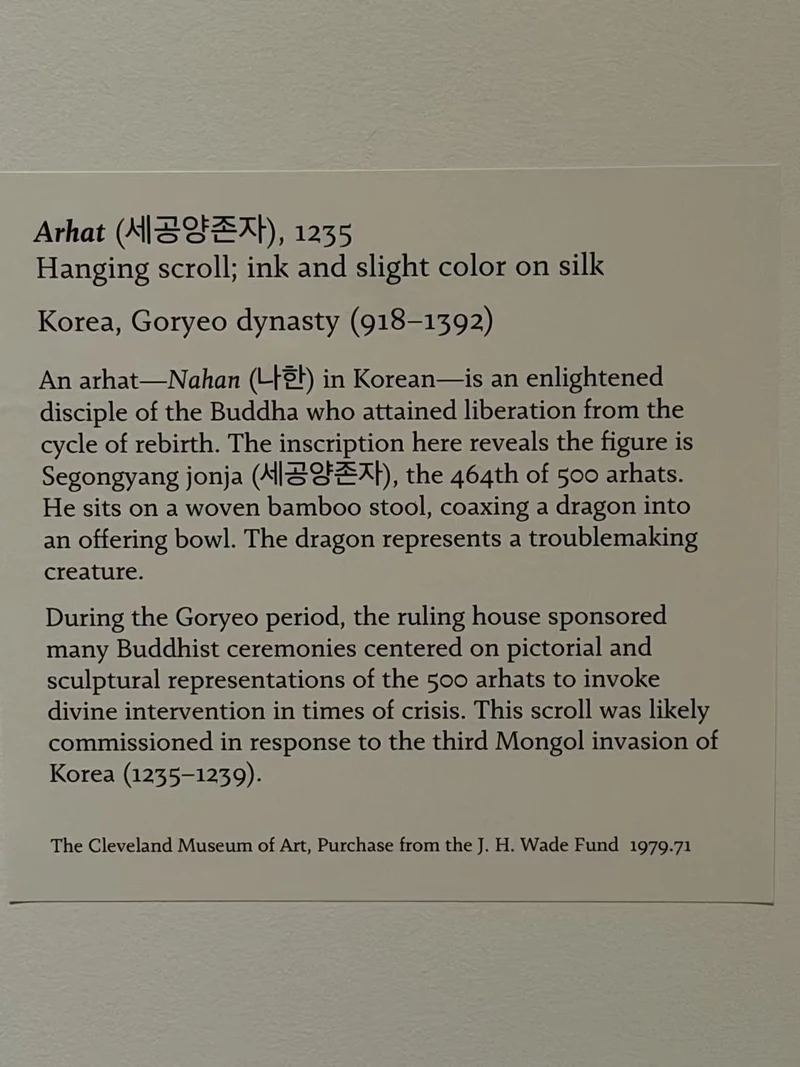 Arhat (세공양존자), 1235
Hanging scroll; ink and slight color on silk
Korea, Goryeo dynasty (918–1392)
An arhat—Nahan (나한) in Korean—is an enlightened
disciple of the Buddha who attained liberation from the
cycle of rebirth. The inscription here reveals the figure is
Segongyang jonja (세공양존자), the 464th of 500 arhats.
He sits on a woven bamboo stool, coaxing a dragon into
an offering bowl. The dragon represents a troublemaking
creature.
During the Goryeo period, the ruling house sponsored
many Buddhist ceremonies centered on pictorial and
sculptural representations of the 500 arhats to invoke
divine intervention in times of crisis. This scroll was likely
commissioned in response to the third Mongol invasion of
Korea (1235–1239).
The Cleveland Museum of Art, Purchase from the J. H. Wade Fund 1979.71